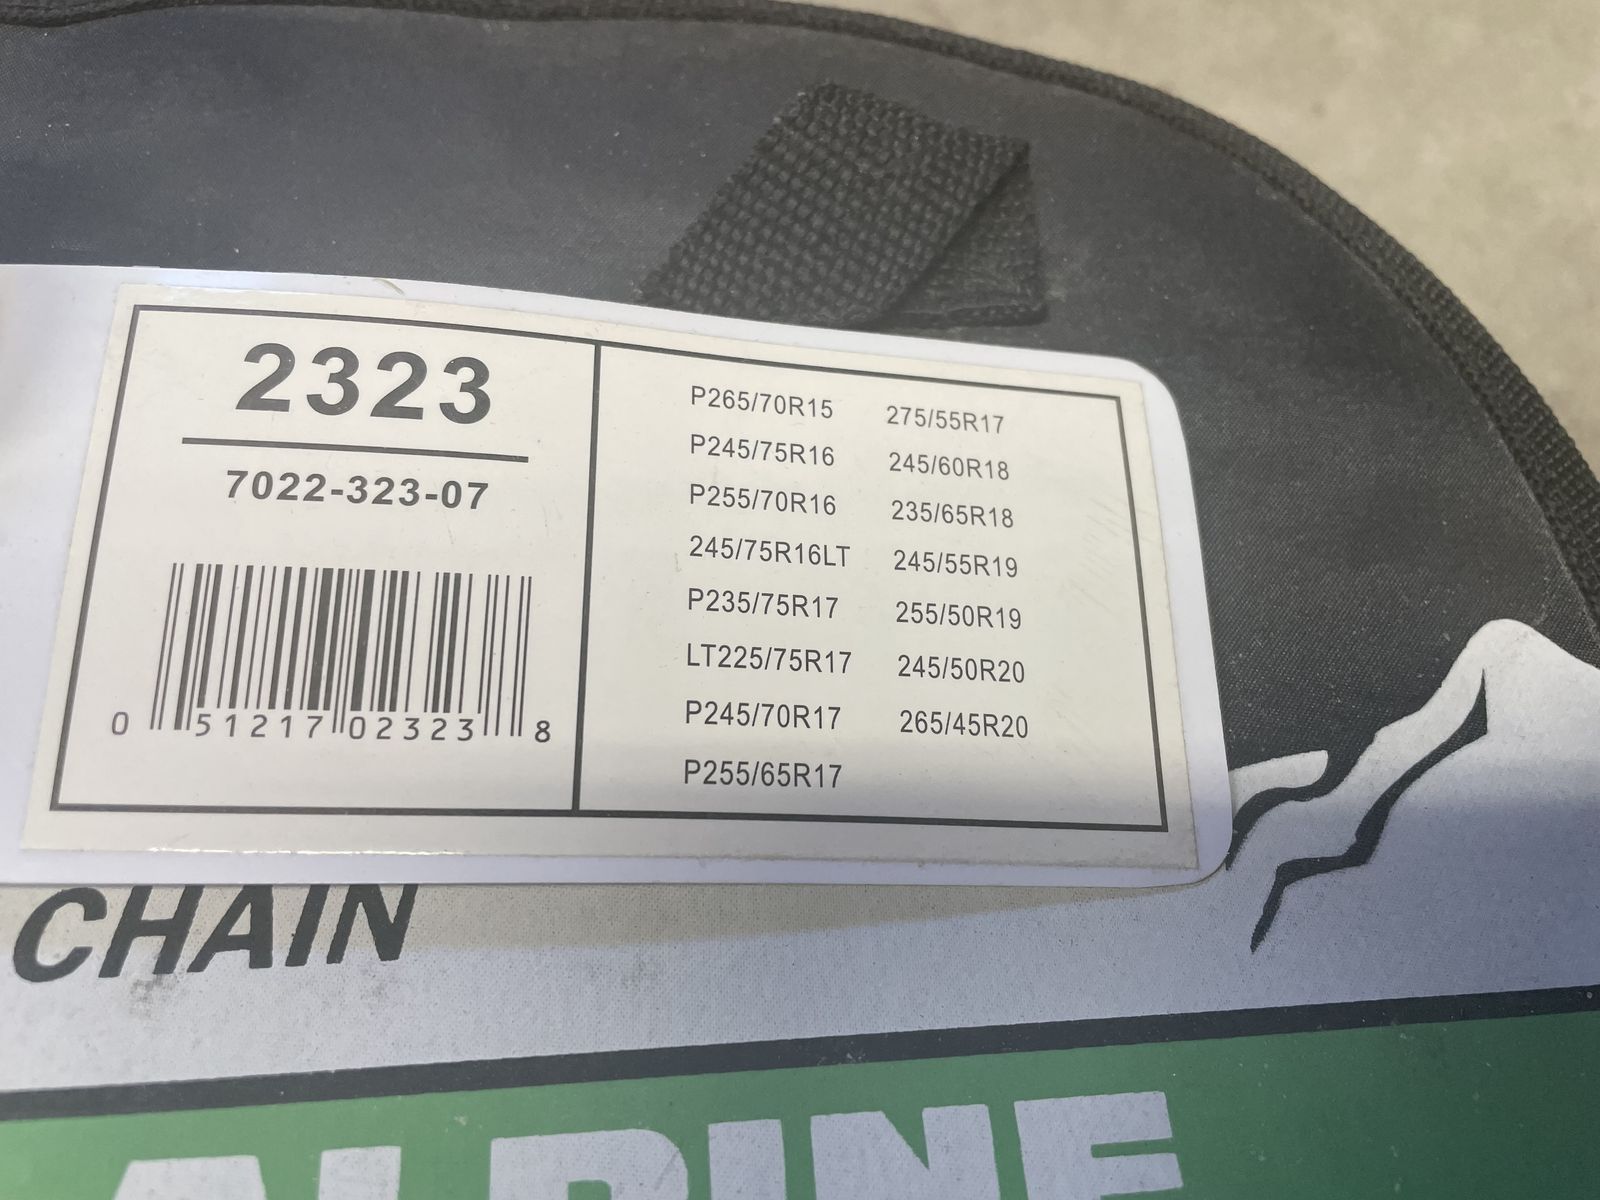 2323
7022-323-07
0 51217 02323 8
P265/70R15
P245/75R16
P255/70R16
245/75R16LT
P235/75R17
LT225/75R17
P245/70R17
P255/65R17
275/55R17
245/60R18
235/65R18
245/55R19
255/50R19
245/50R20
265/45R20
CHAIN
ALPINE